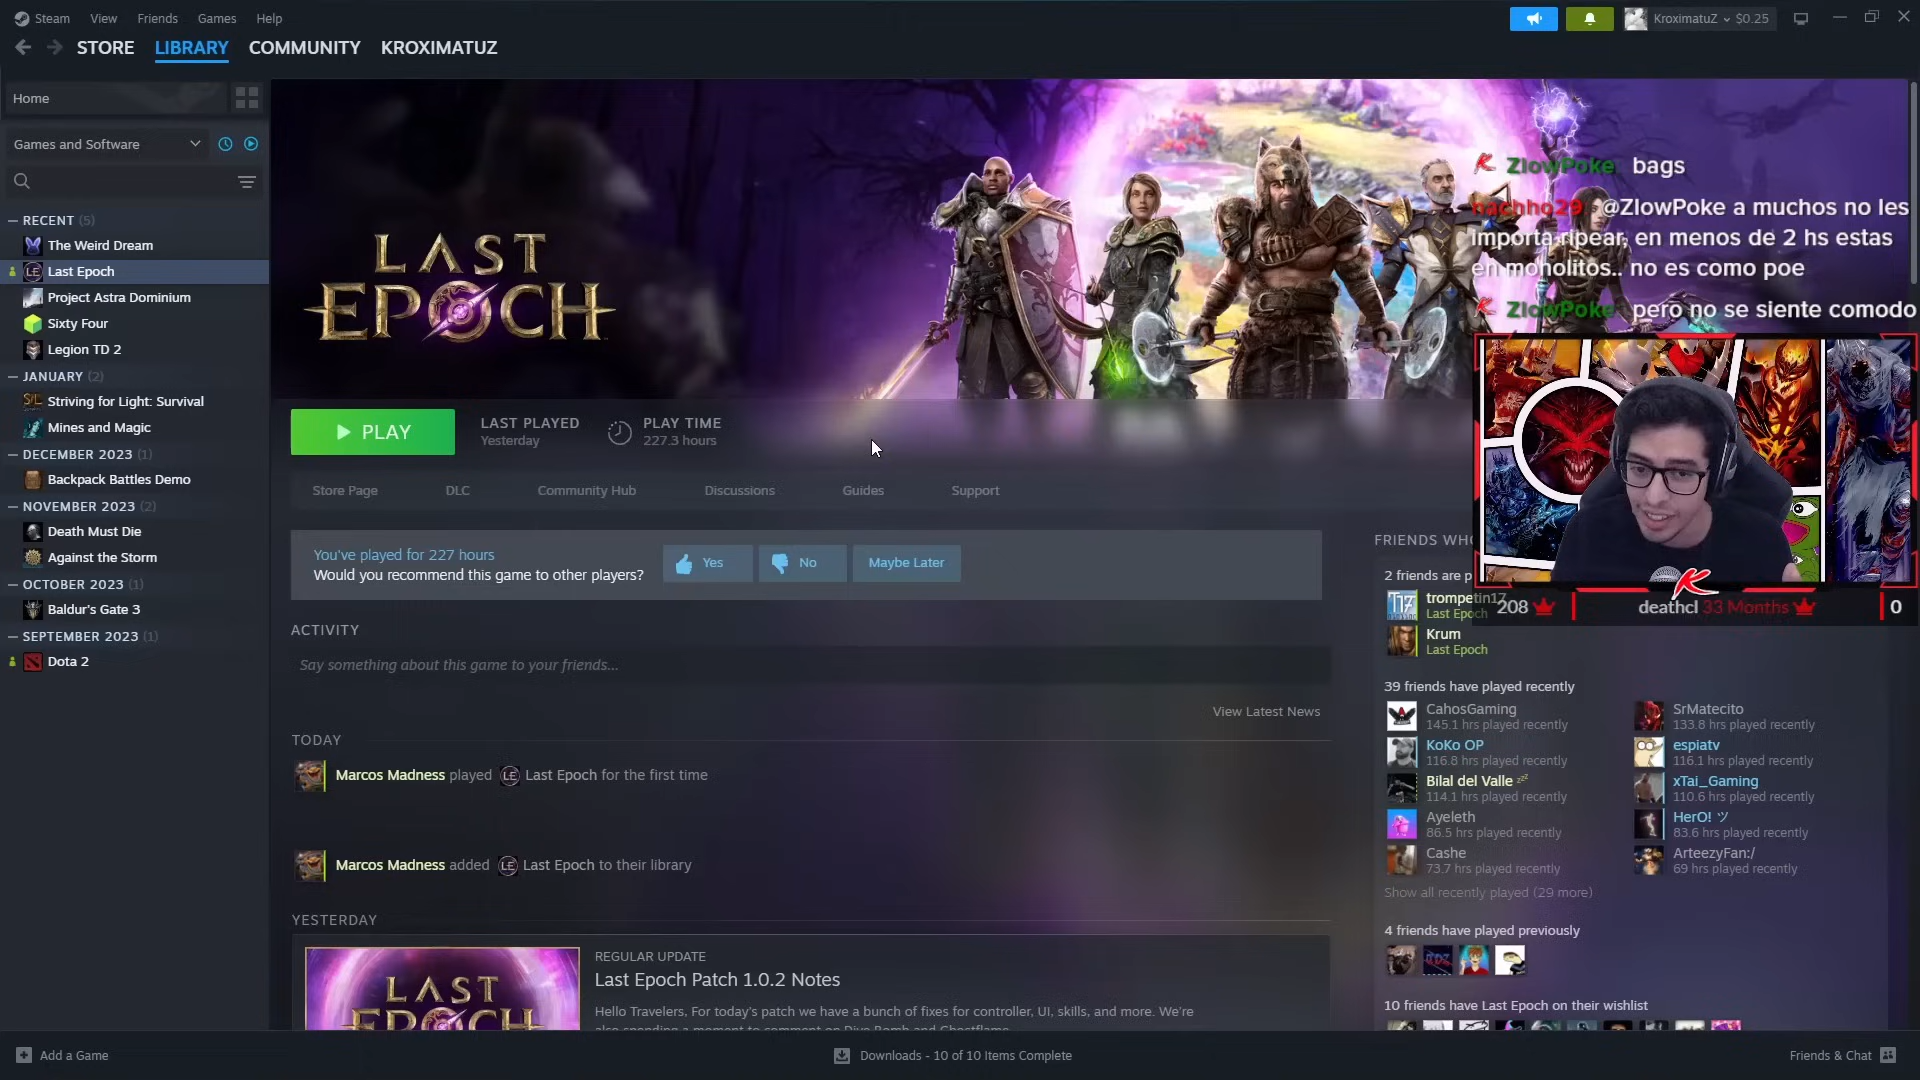 Steam View Friends Games Help
KroximatuZ $0.25
STORE LIBRARY COMMUNITY KROXIMATUZ
Home
Games and Software
RECENT (5)
The Weird Dream
Last Epoch
Project Astra Dominium
Sixty Four
Legion TD 2
JANUARY (2)
Striving for Light: Survival
Mines and Magic
DECEMBER 2023 (1)
Backpack Battles Demo
NOVEMBER 2023 (2)
Death Must Die
Against the Storm
OCTOBER 2023 (1)
Baldur's Gate 3
SEPTEMBER 2023 (1)
Dota 2
LAST
EPOCH
ZlowPoke bags
nachho29 @ZlowPoke a muchos no les
importa ripear, en menos de 2 hs estas
en monolitos.. no es como poe
ZlowPoke pero no se siente comodo
PLAY
LAST PLAYED
Yesterday
PLAY TIME
227.3 hours
Store Page DLC Community Hub Discussions Guides Support
You've played for 227 hours
Would you recommend this game to other players?
Yes No Maybe Later
ACTIVITY
Say something about this game to your friends...
View Latest News
TODAY
Marcos Madness played LE Last Epoch for the first time
Marcos Madness added LE Last Epoch to their library
YESTERDAY
LAST
EPOCH
REGULAR UPDATE
Last Epoch Patch 1.0.2 Notes
Hello Travelers, For today's patch we have a bunch of fixes for controller, UI, skills, and more. We're
also spending a moment to comment on Dive Bomb and Ghostflame
208 deathcl 33 Months 0
FRIENDS WHO
2 friends are p
trompetin17
Last Epoch
Krum
Last Epoch
39 friends have played recently
CahosGaming
145.1 hrs played recently
SrMatecito
133.8 hrs played recently
KoKo OP
116.8 hrs played recently
espiatv
116.1 hrs played recently
Bilal del Valle zzz
114.1 hrs played recently
xTai_Gaming
110.6 hrs played recently
Ayeleth
86.5 hrs played recently
HerO! ツ
83.6 hrs played recently
Cashe
73.7 hrs played recently
ArteezyFan:/
69 hrs played recently
Show all recently played (29 more)
4 friends have played previously
10 friends have Last Epoch on their wishlist
Add a Game
Downloads - 10 of 10 Items Complete
Friends & Chat